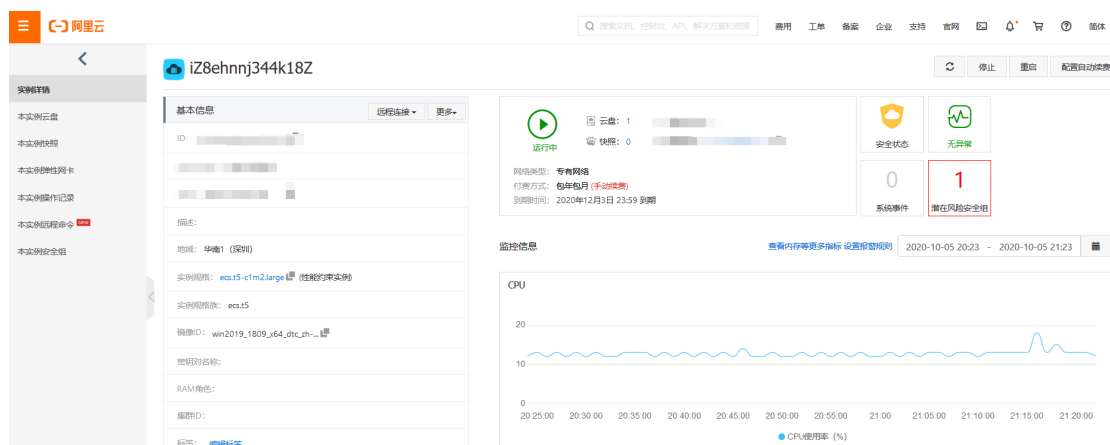 阿里云
搜索文档、控制台、API、解决方案和资源
费用 工单 备案 企业 支持 官网 简体
iZ8ehnnj344k18Z
停止 重启 配置自动续费
实例详情
本实例云盘
本实例快照
本实例弹性网卡
本实例操作记录
本实例远程命令 NEW
本实例安全组
基本信息 远程连接 更多
ID:
描述:
地域: 华南1 (深圳)
实例规格: ecs.t5-c1m2.large (性能约束实例)
实例规格族: ecs.t5
镜像ID: win2019_1809_x64_dtc_zh-...
密钥对名称:
RAM角色:
集群ID:
标签: 编辑标签
运行中
云盘: 1
快照: 0
网络类型: 专有网络
付费方式: 包年包月 (手动续费)
到期时间: 2020年12月3日 23:59 到期
安全状态
无异常
0
系统事件
1
潜在风险安全组
监控信息 查看内存等更多指标 设置报警规则 2020-10-05 20:23 - 2020-10-05 21:23
CPU
20
10
0
20:25:00 20:30:00 20:35:00 20:40:00 20:45:00 20:50:00 20:55:00 21:00 21:05:00 21:10:00 21:15:00 21:20:00
CPU使用率 (%)